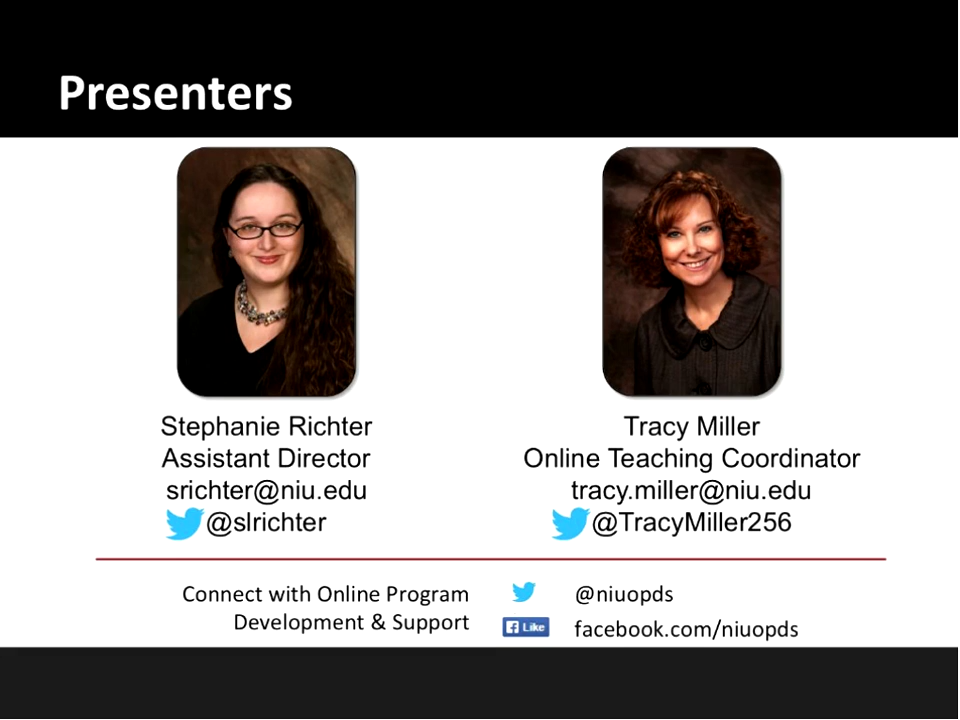 Presenters
Stephanie Richter
Assistant Director
srichter@niu.edu
@slrichter
Tracy Miller
Online Teaching Coordinator
tracy.miller@niu.edu
@TracyMiller256
Connect with Online Program
Development & Support
@niuopds
Like
facebook.com/niuopds